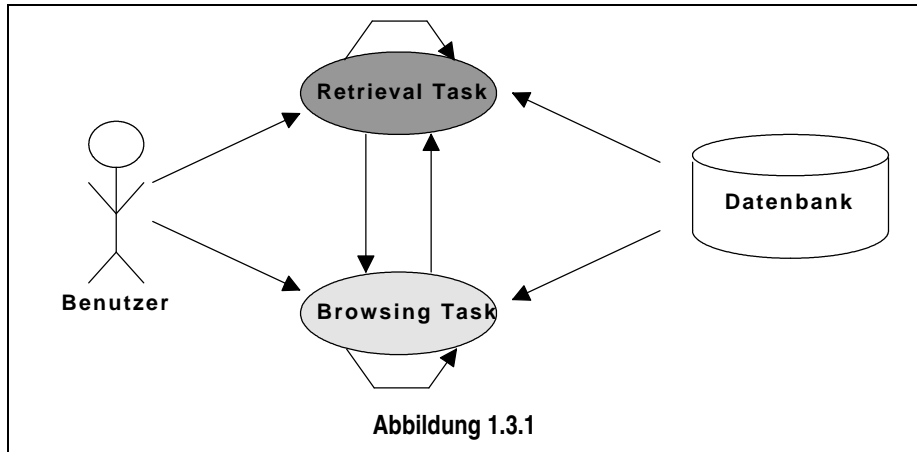 Retrieval Task
Datenbank
Benutzer
Browsing Task
Abbildung 1.3.1